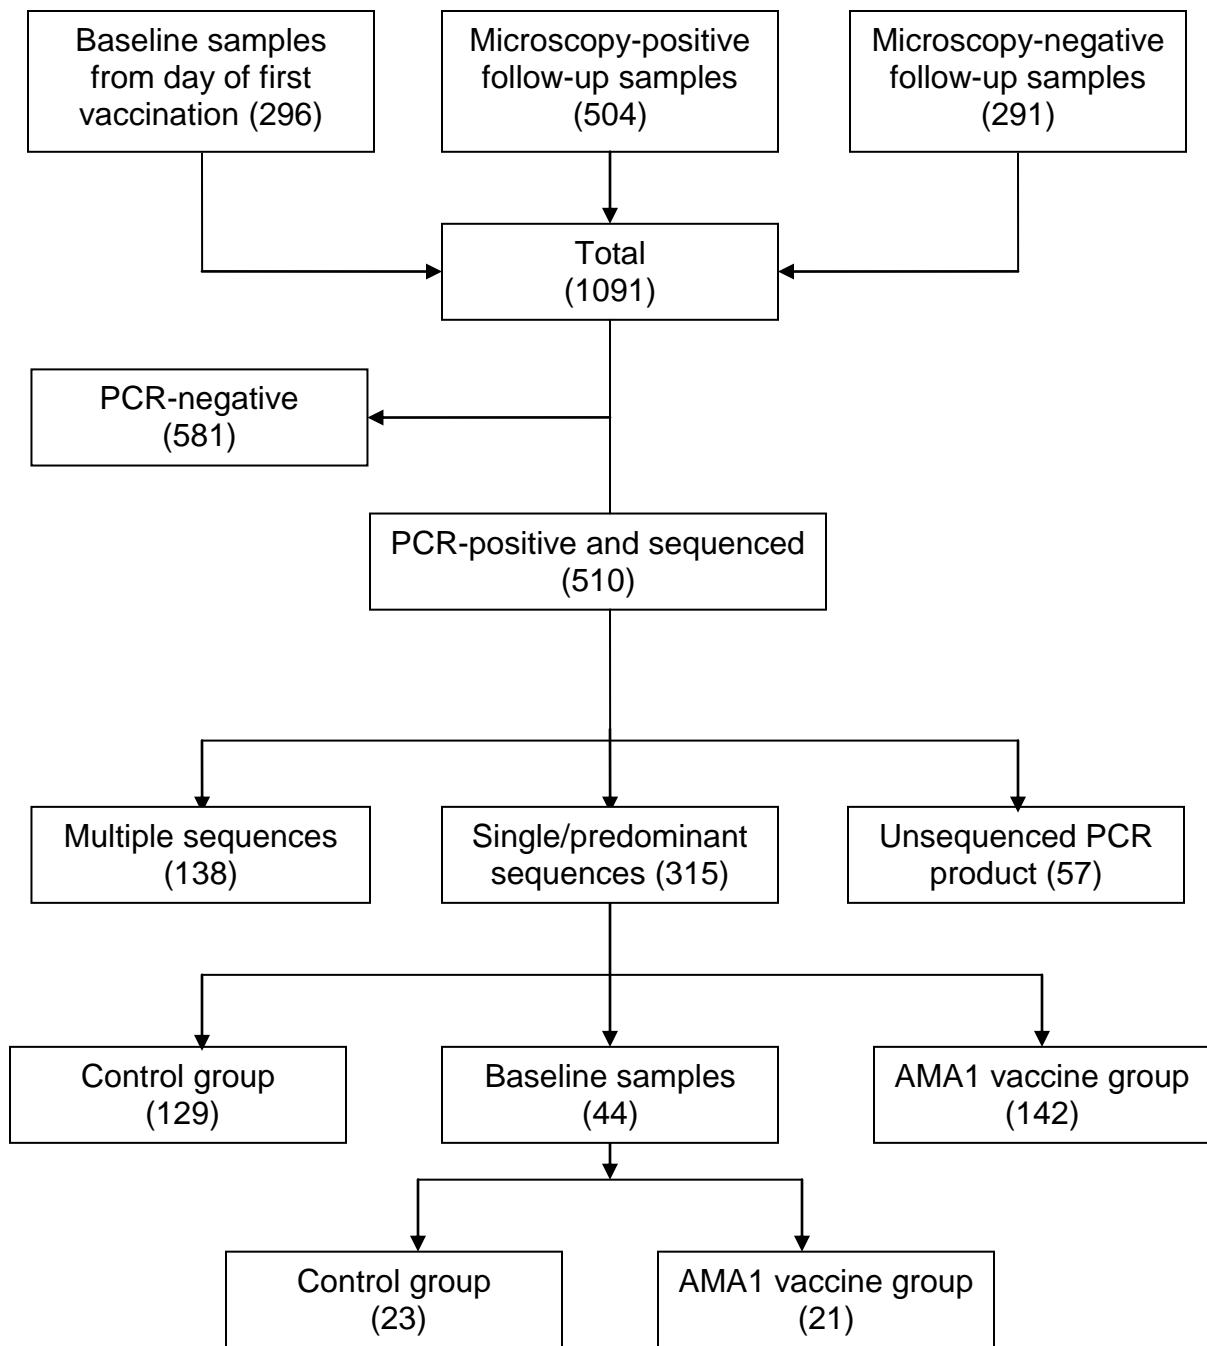 Baseline samples
from day of first
vaccination (296)
Microscopy-positive
follow-up samples
(504)
Microscopy-negative
follow-up samples
(291)
Total
(1091)
PCR-negative
(581)
PCR-positive and sequenced
(510)
Multiple sequences
(138)
Single/predominant
sequences (315)
Unsequenced PCR
product (57)
Control group
(129)
Baseline samples
(44)
AMA1 vaccine group
(142)
Control group
(23)
AMA1 vaccine group
(21)